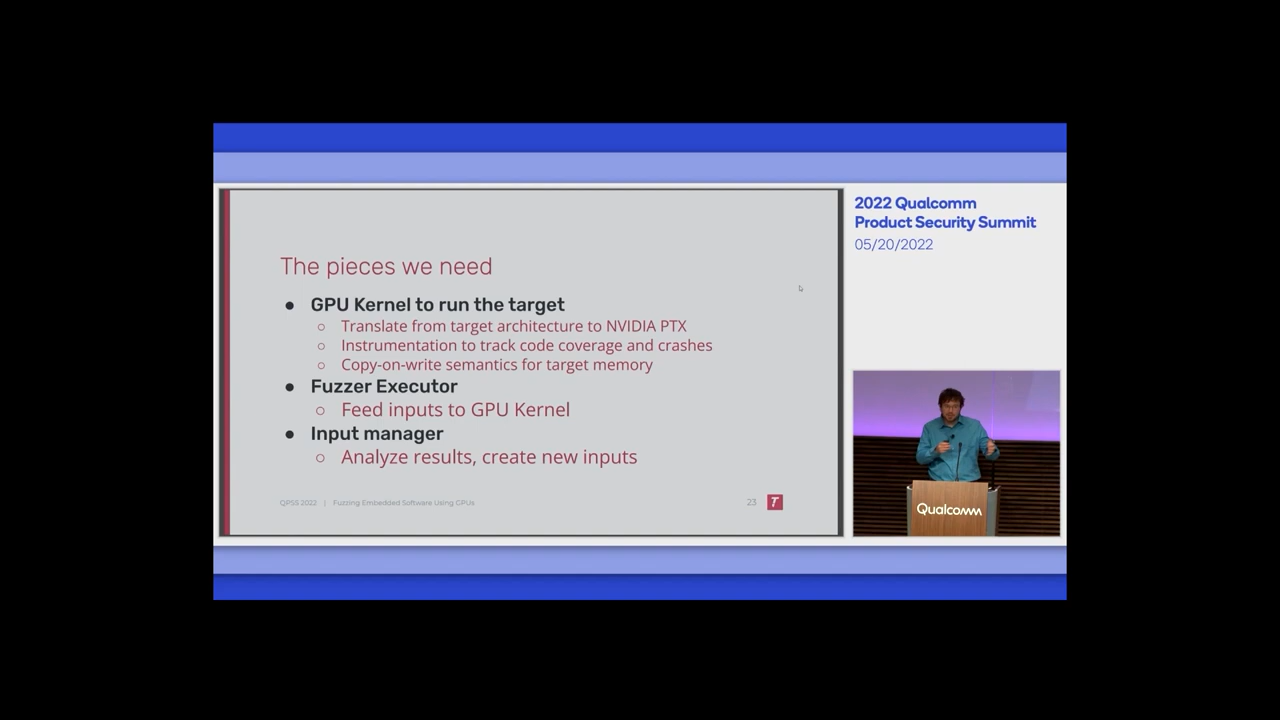 The pieces we need
● GPU Kernel to run the target
○ Translate from target architecture to NVIDIA PTX
○ Instrumentation to track code coverage and crashes
○ Copy-on-write semantics for target memory
● Fuzzer Executor
○ Feed inputs to GPU Kernel
● Input manager
○ Analyze results, create new inputs
QPSS 2022 | Fuzzing Embedded Software Using GPUs
23
T
2022 Qualcomm
Product Security Summit
05/20/2022
Qualcomm